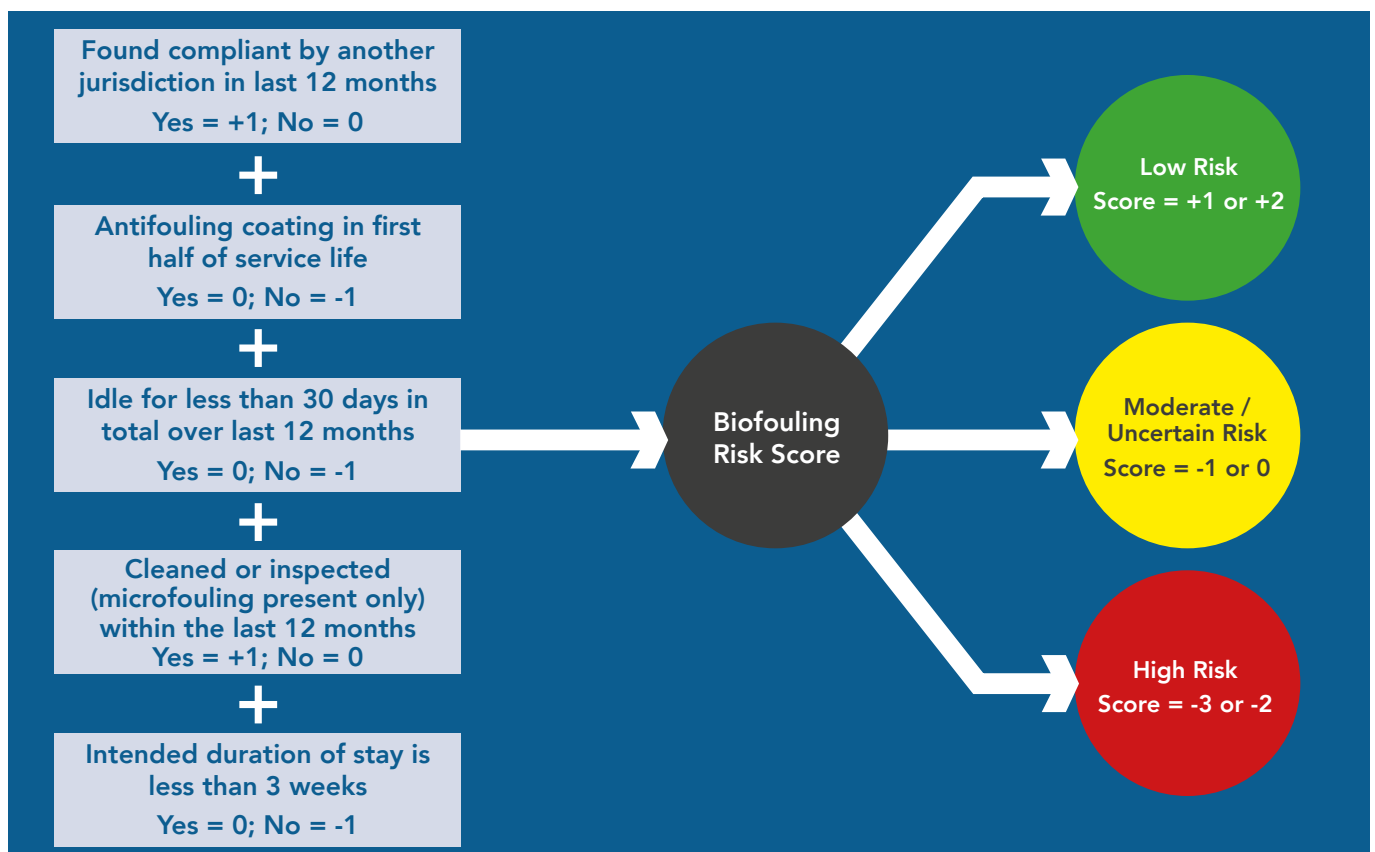 Found compliant by another
jurisdiction in last 12 months
Yes = +1; No = 0
+
Antifouling coating in first
half of service life
Yes = 0; No = -1
+
Idle for less than 30 days in
total over last 12 months
Yes = 0; No = -1
+
Cleaned or inspected
(microfouling present only)
within the last 12 months
Yes = +1; No = 0
+
Intended duration of stay is
less than 3 weeks
Yes = 0; No = -1
Biofouling
Risk Score
Low Risk
Score = +1 or +2
Moderate /
Uncertain Risk
Score = -1 or 0
High Risk
Score = -3 or -2